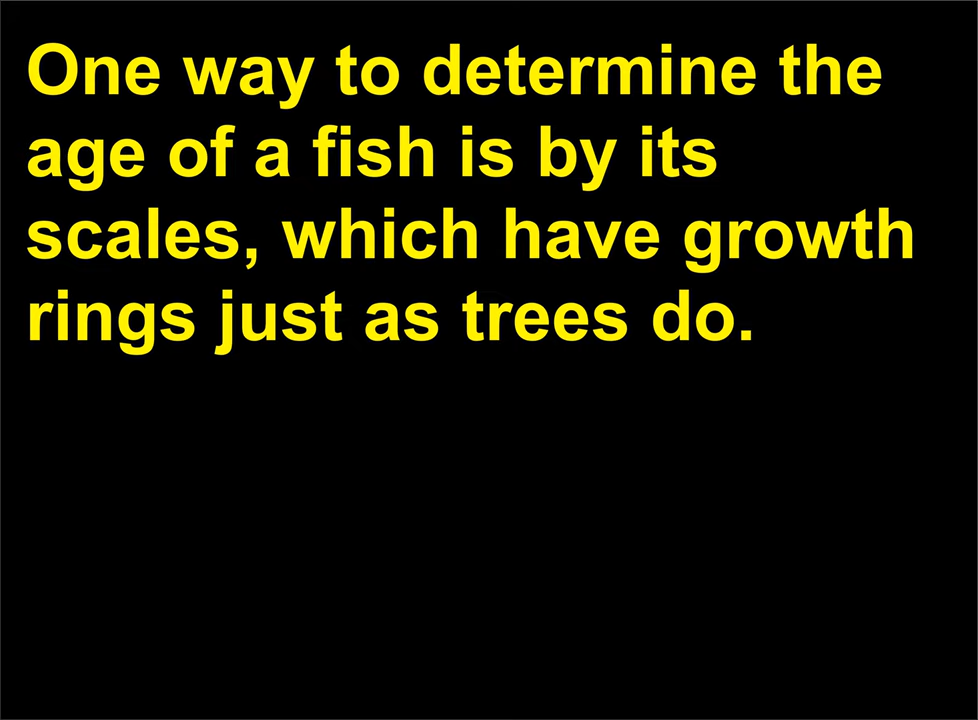 One way to determine the
age of a fish is by its
scales, which have growth
rings just as trees do.